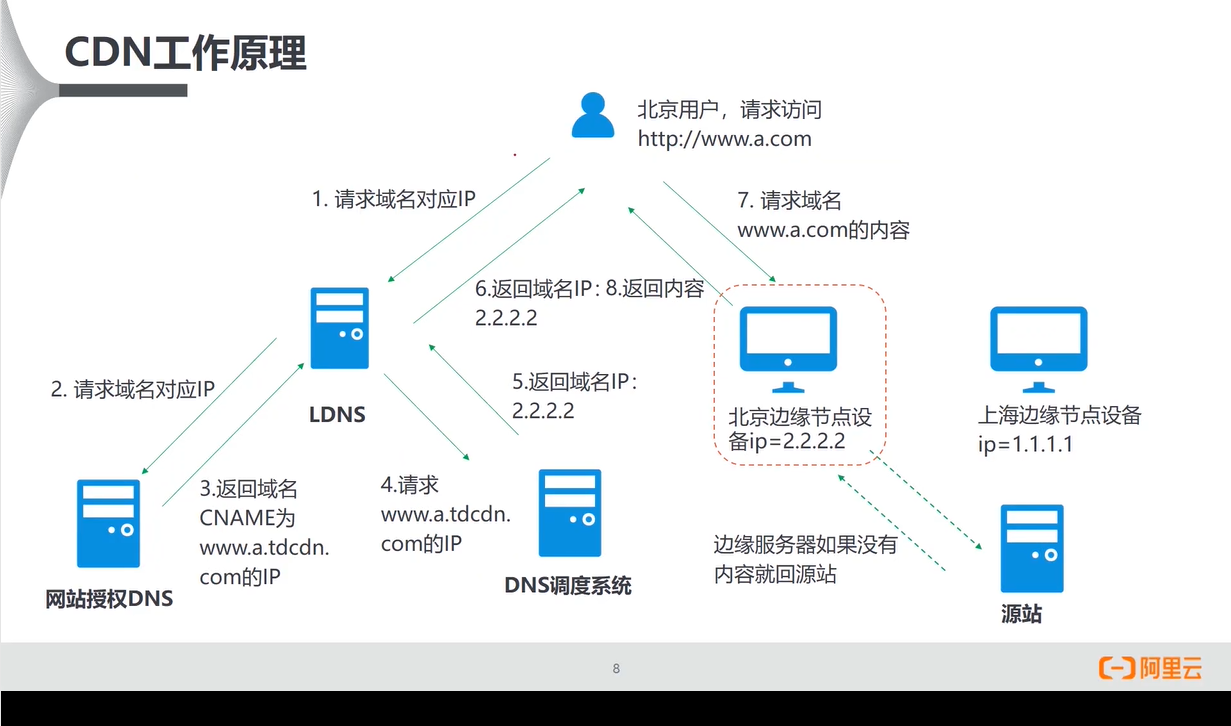 CDN工作原理
北京用户，请求访问
http://www.a.com
1. 请求域名对应IP
7. 请求域名
www.a.com的内容
6.返回域名IP：
2.2.2.2
8.返回内容
2. 请求域名对应IP
LDNS
5.返回域名IP：
2.2.2.2
北京边缘节点设
备ip=2.2.2.2
上海边缘节点设备
ip=1.1.1.1
3.返回域名
CNAME为
www.a.tdcdn.
com的IP
4.请求
www.a.tdcdn.
com的IP
网站授权DNS
DNS调度系统
边缘服务器如果没有
内容就回源站
源站
8
阿里云